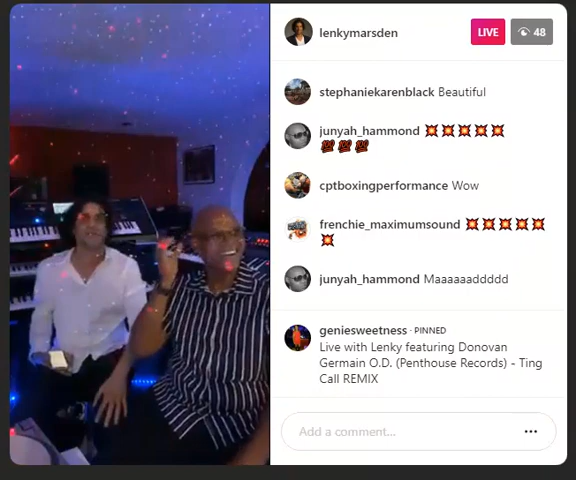 lenkymarsden
LIVE
48
stephaniekarenblack Beautiful
junyah_hammond 💥💥💥💥💥
💯💯💯
cptboxingperformance Wow
frenchie_maximumsound 💥💥💥💥💥
💥
junyah_hammond Maaaaaaddddd
geniesweetness · PINNED
Live with Lenky featuring Donovan
Germain O.D. (Penthouse Records) - Ting
Call REMIX
Add a comment...